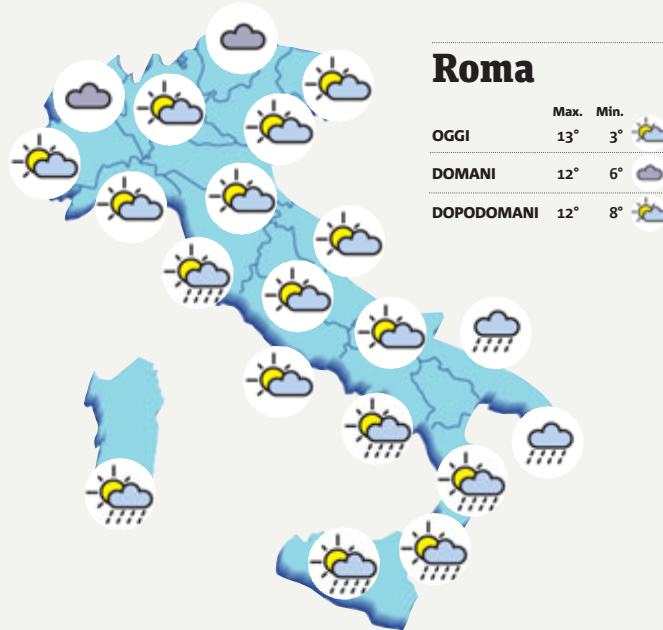 Roma
Max. Min.
OGGI 13° 3°
DOMANI 12° 6°
DOPODOMANI 12° 8°